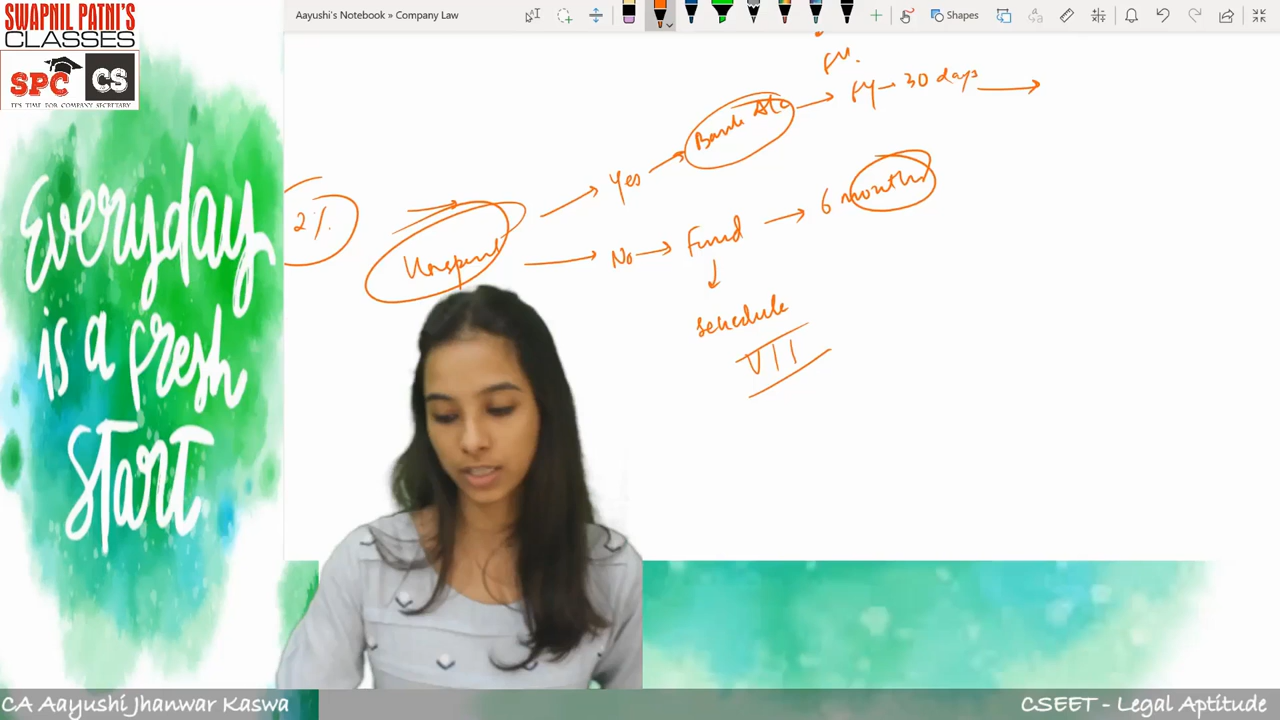 SWAPNIL PATNI'S
CLASSES
SPC CS
IT'S TIME FOR COMPANY SECRETARY
Everyday
is a fresh
START
Aayushi's Notebook » Company Law
Shapes
FY → 30 days
Bank A/c
Yes
2%
6 months
Unspent
No → Fund
Schedule
VII
CA Aayushi Jhanwar Kaswa
CSEET - Legal Aptitude